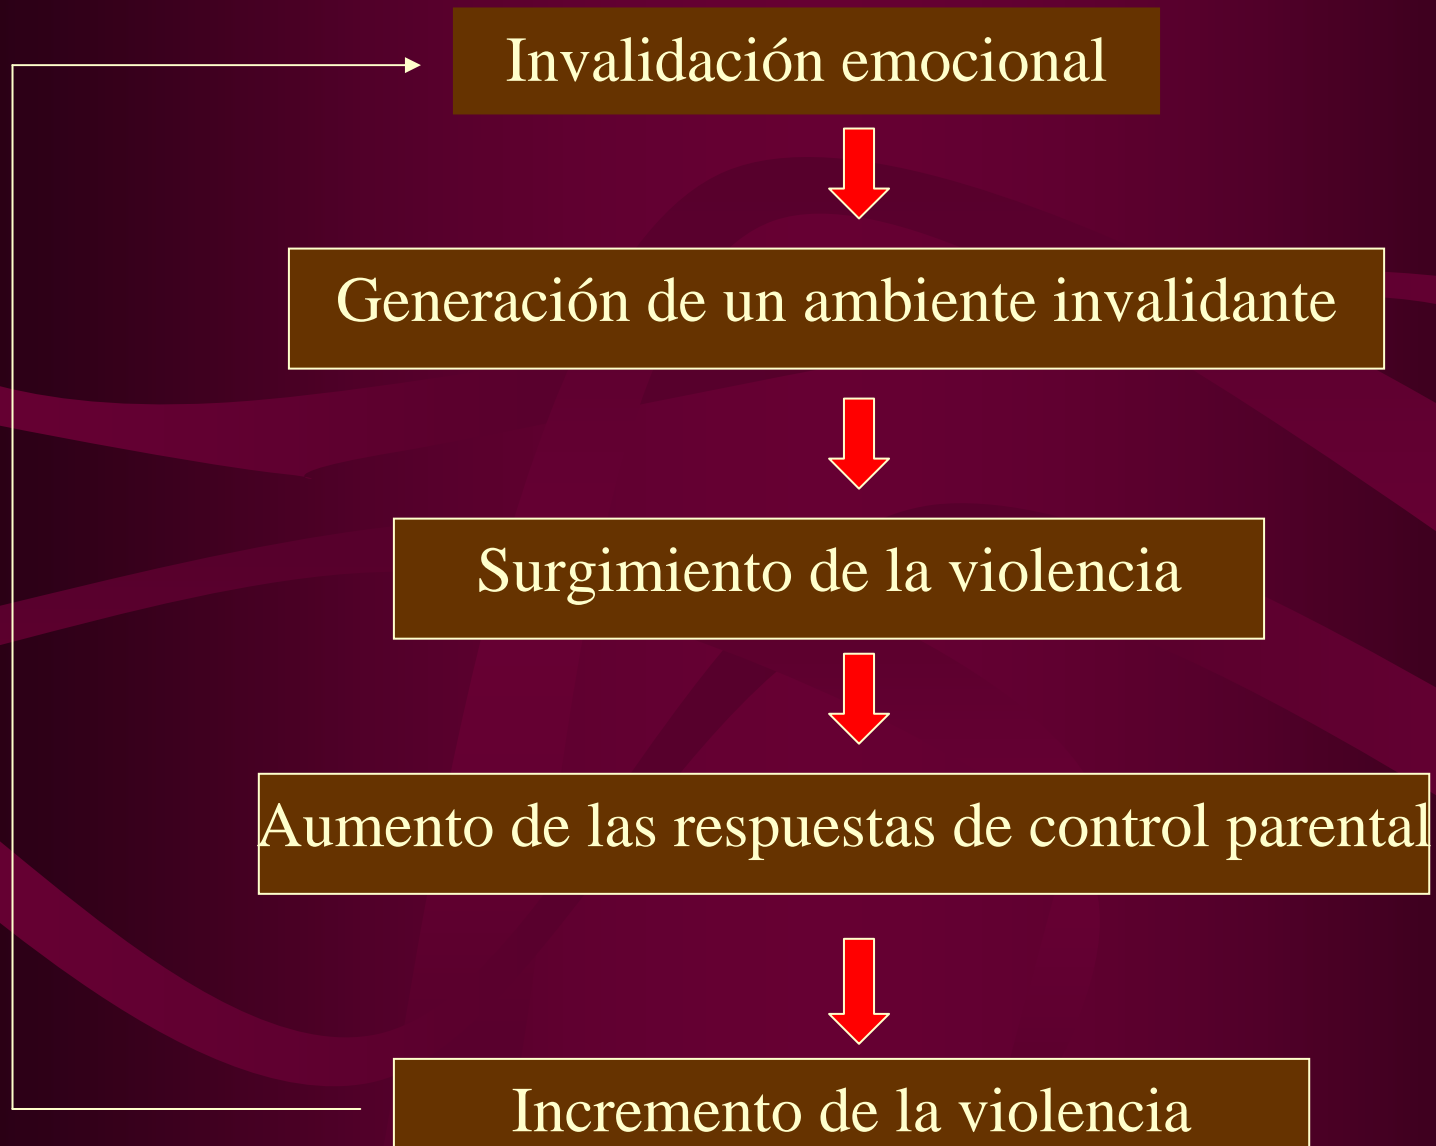 Invalidación emocional
Generación de un ambiente invalidante
Surgimiento de la violencia
Aumento de las respuestas de control parental
Incremento de la violencia